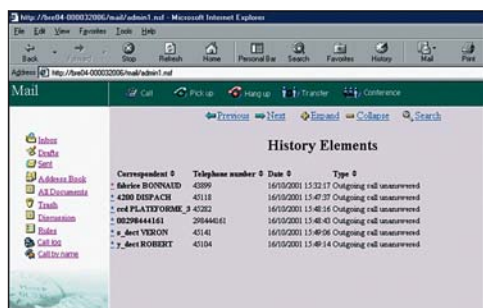 http://bre04-000032006/mail/admin1.nsf - Microsoft Internet Explorer
File Edit View Favorites Tools Help
Back Forward Stop Refresh Home Personal Bar Search Favorites History Mail Print
Address http://bre04-000032006/mail/admin1.nsf
Mail Call Pick up Hang up Transfer Conference
Previous Next Expand Collapse Search
History Elements
Inbox
Drafts
Sent
Address Book
All Documents
Trash
Discussion
Rules
Call log
Call by name
Correspondent Telephone number Date Type
fabrice BONNAUD 43899 16/10/2001 15:32:17 Outgoing call unanswered
4200 DISPACH 45118 16/10/2001 15:47:37 Outgoing call unanswered
ccd PLATEFORME_3 45282 16/10/2001 15:48:16 Outgoing call unanswered
00298444161 298444161 16/10/2001 15:48:43 Outgoing call unanswered
s_dect VERON 45141 16/10/2001 15:49:06 Outgoing call unanswered
y_dect ROBERT 45104 16/10/2001 15:49:14 Outgoing call unanswered